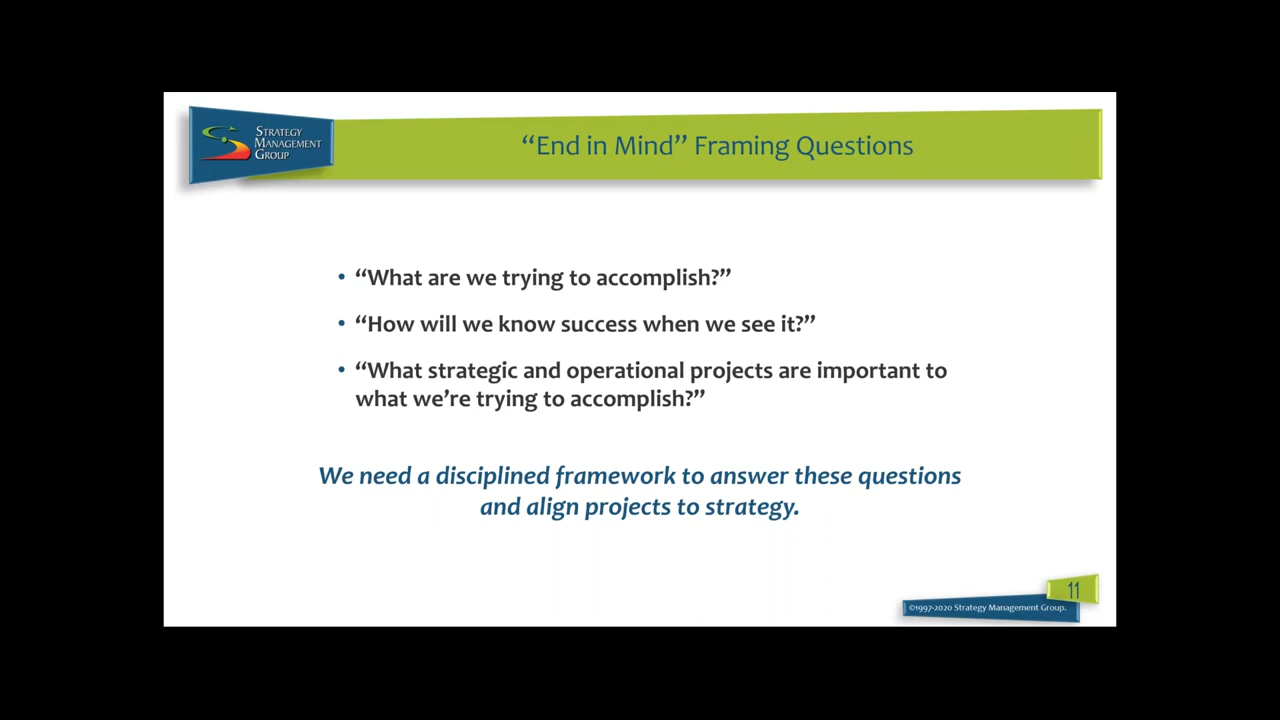 STRATEGY
MANAGEMENT
GROUP
“End in Mind” Framing Questions
• “What are we trying to accomplish?”
• “How will we know success when we see it?”
• “What strategic and operational projects are important to
what we’re trying to accomplish?”
We need a disciplined framework to answer these questions
and align projects to strategy.
11
©1997-2020 Strategy Management Group.